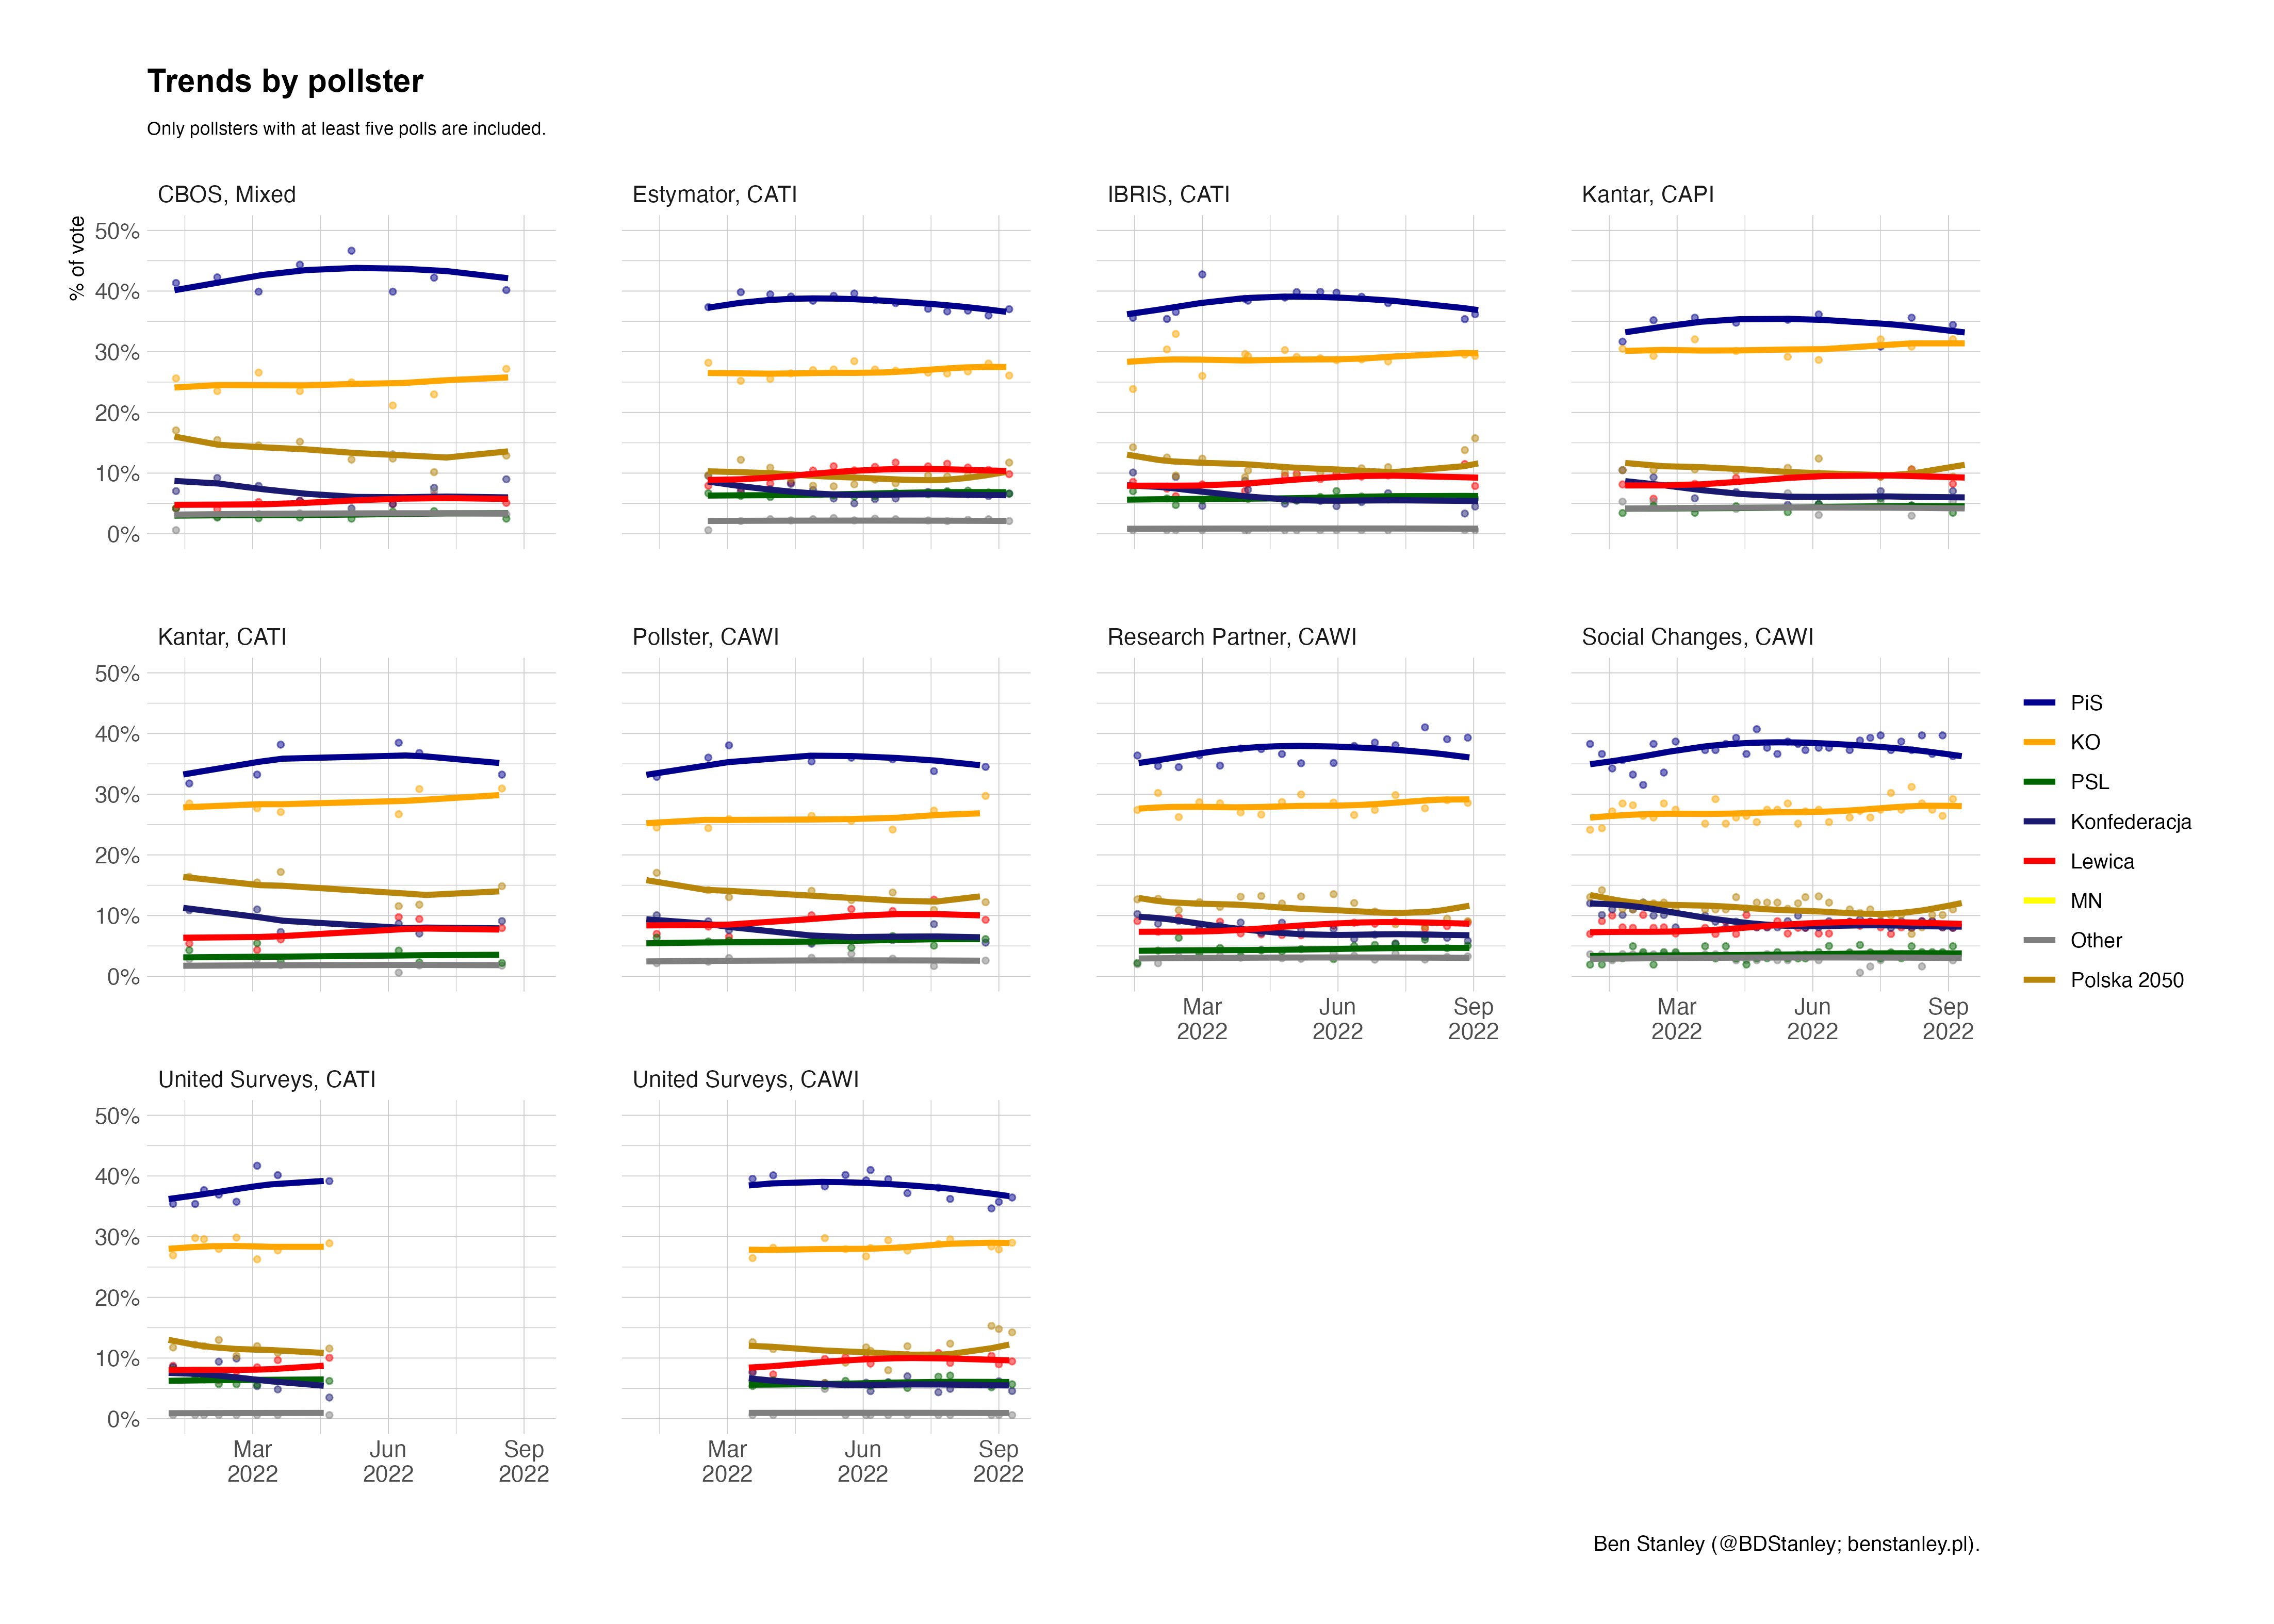 Trends by pollster
Only pollsters with at least five polls are included.
% of vote
CBOS, Mixed
Estymator, CATI
IBRIS, CATI
Kantar, CAPI
50%
40%
30%
20%
10%
0%
Kantar, CATI
Pollster, CAWI
Research Partner, CAWI
Social Changes, CAWI
50%
40%
30%
20%
10%
0%
Mar Jun Sep Mar Jun Sep
2022 2022 2022 2022 2022 2022
PiS
KO
PSL
Konfederacja
Lewica
MN
Other
Polska 2050
United Surveys, CATI
United Surveys, CAWI
50%
40%
30%
20%
10%
0%
Mar Jun Sep Mar Jun Sep
2022 2022 2022 2022 2022 2022
Ben Stanley (@BDStanley; benstanley.pl).